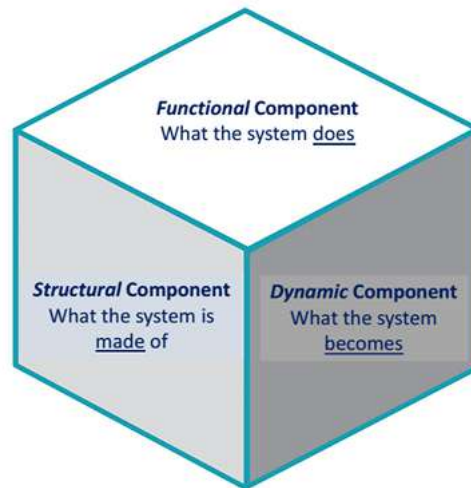 Functional Component
What the system does
Structural Component
What the system is
made of
Dynamic Component
What the system
becomes